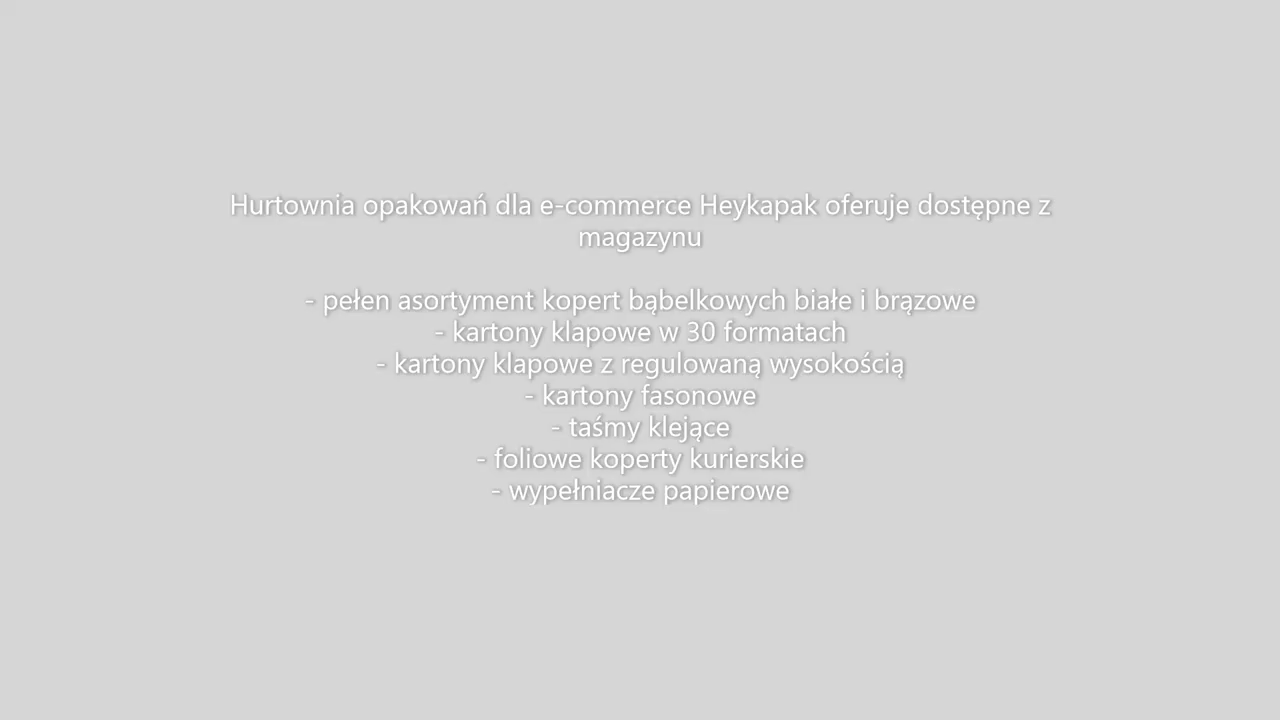 Hurtownia opakowań dla e-commerce Heykapak oferuje dostępne z
magazynu
- pełen asortyment kopert bąbelkowych białe i brązowe
- kartony klapowe w 30 formatach
- kartony klapowe z regulowaną wysokością
- kartony fasonowe
- taśmy klejące
- foliowe koperty kurierskie
- wypełniacze papierowe